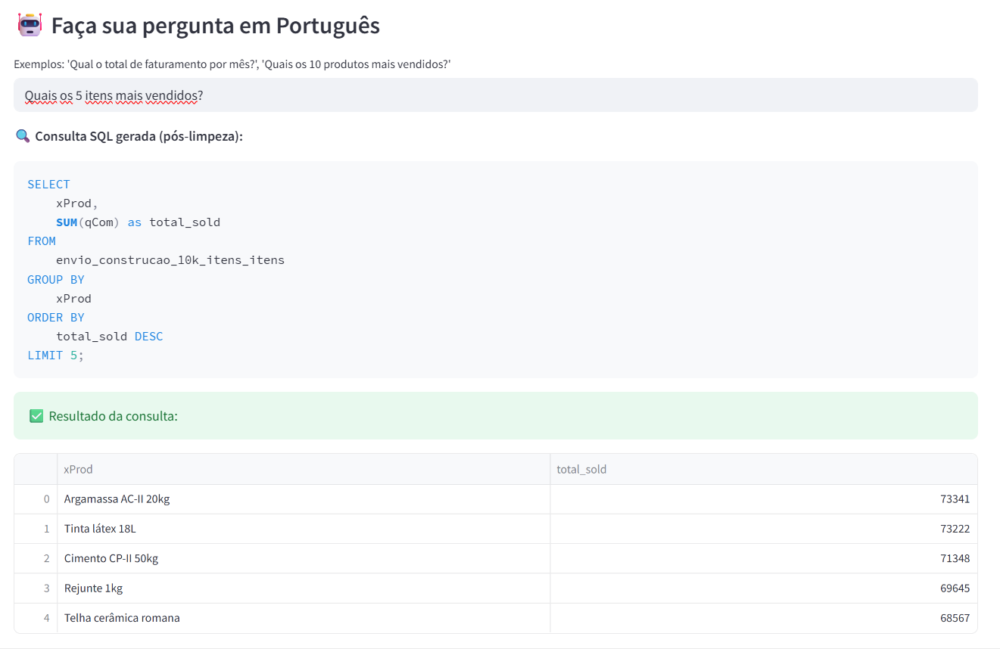 Faça sua pergunta em Português
Exemplos: 'Qual o total de faturamento por mês?', 'Quais os 10 produtos mais vendidos?'
Quais os 5 itens mais vendidos?
Consulta SQL gerada (pós-limpeza):
SELECT
    xProd,
    SUM(qCom) as total_sold
FROM
    envio_construcao_10k_itens_itens
GROUP BY
    xProd
ORDER BY
    total_sold DESC
LIMIT 5;
Resultado da consulta:
xProd total_sold
0 Argamassa AC-II 20kg 73341
1 Tinta látex 18L 73222
2 Cimento CP-II 50kg 71348
3 Rejunte 1kg 69645
4 Telha cerâmica romana 68567